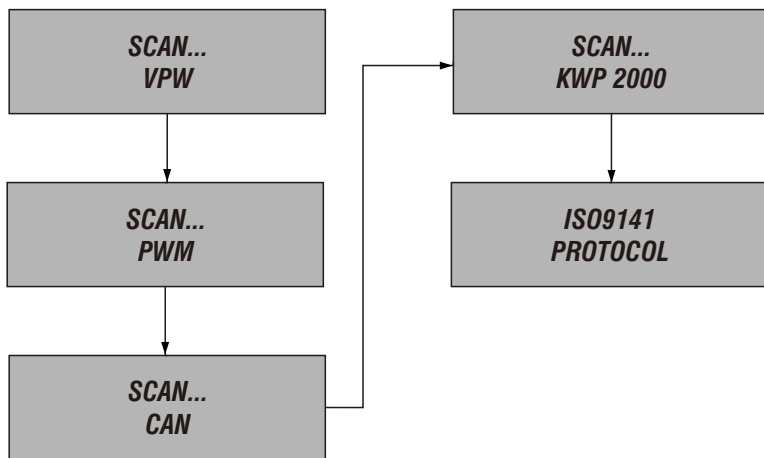 SCAN...
VPW
SCAN...
PWM
SCAN...
CAN
SCAN...
KWP 2000
ISO9141
PROTOCOL